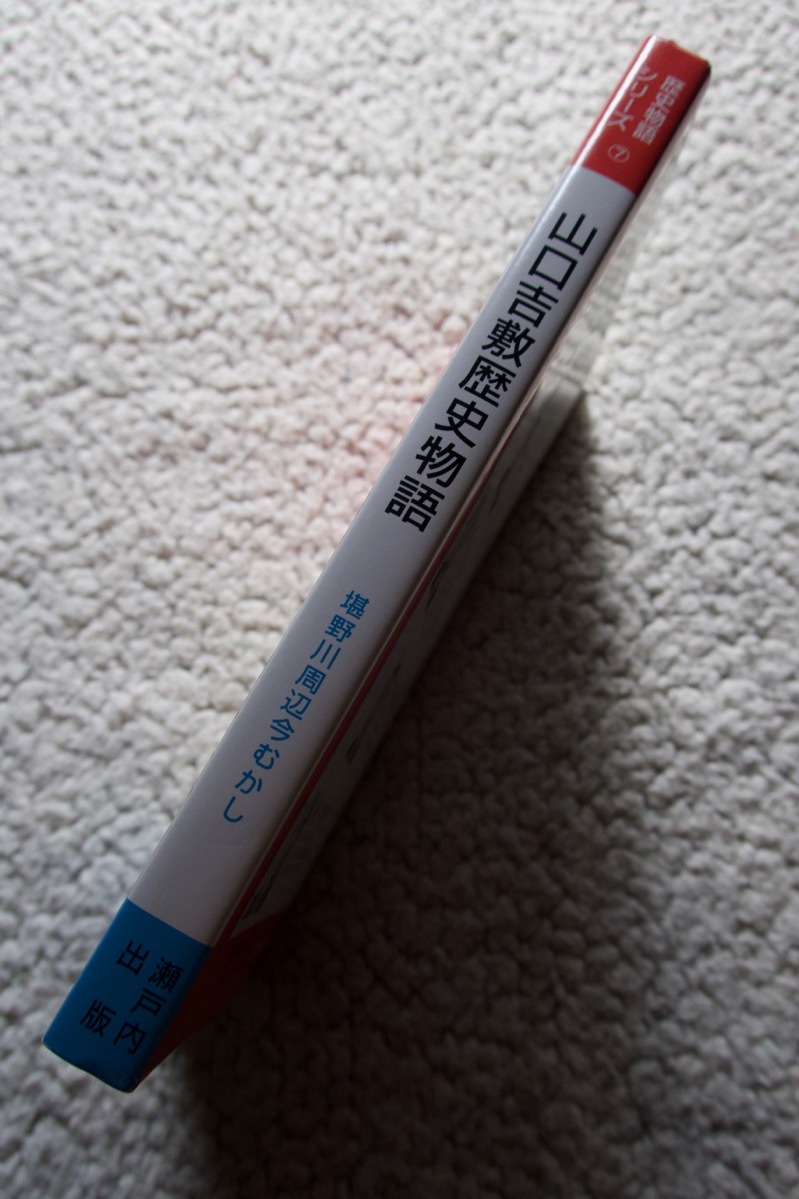 歴史物語
シリーズ⑦
山口吉敷歴史物語
堪野川周辺今むかし
瀬戸内
出版